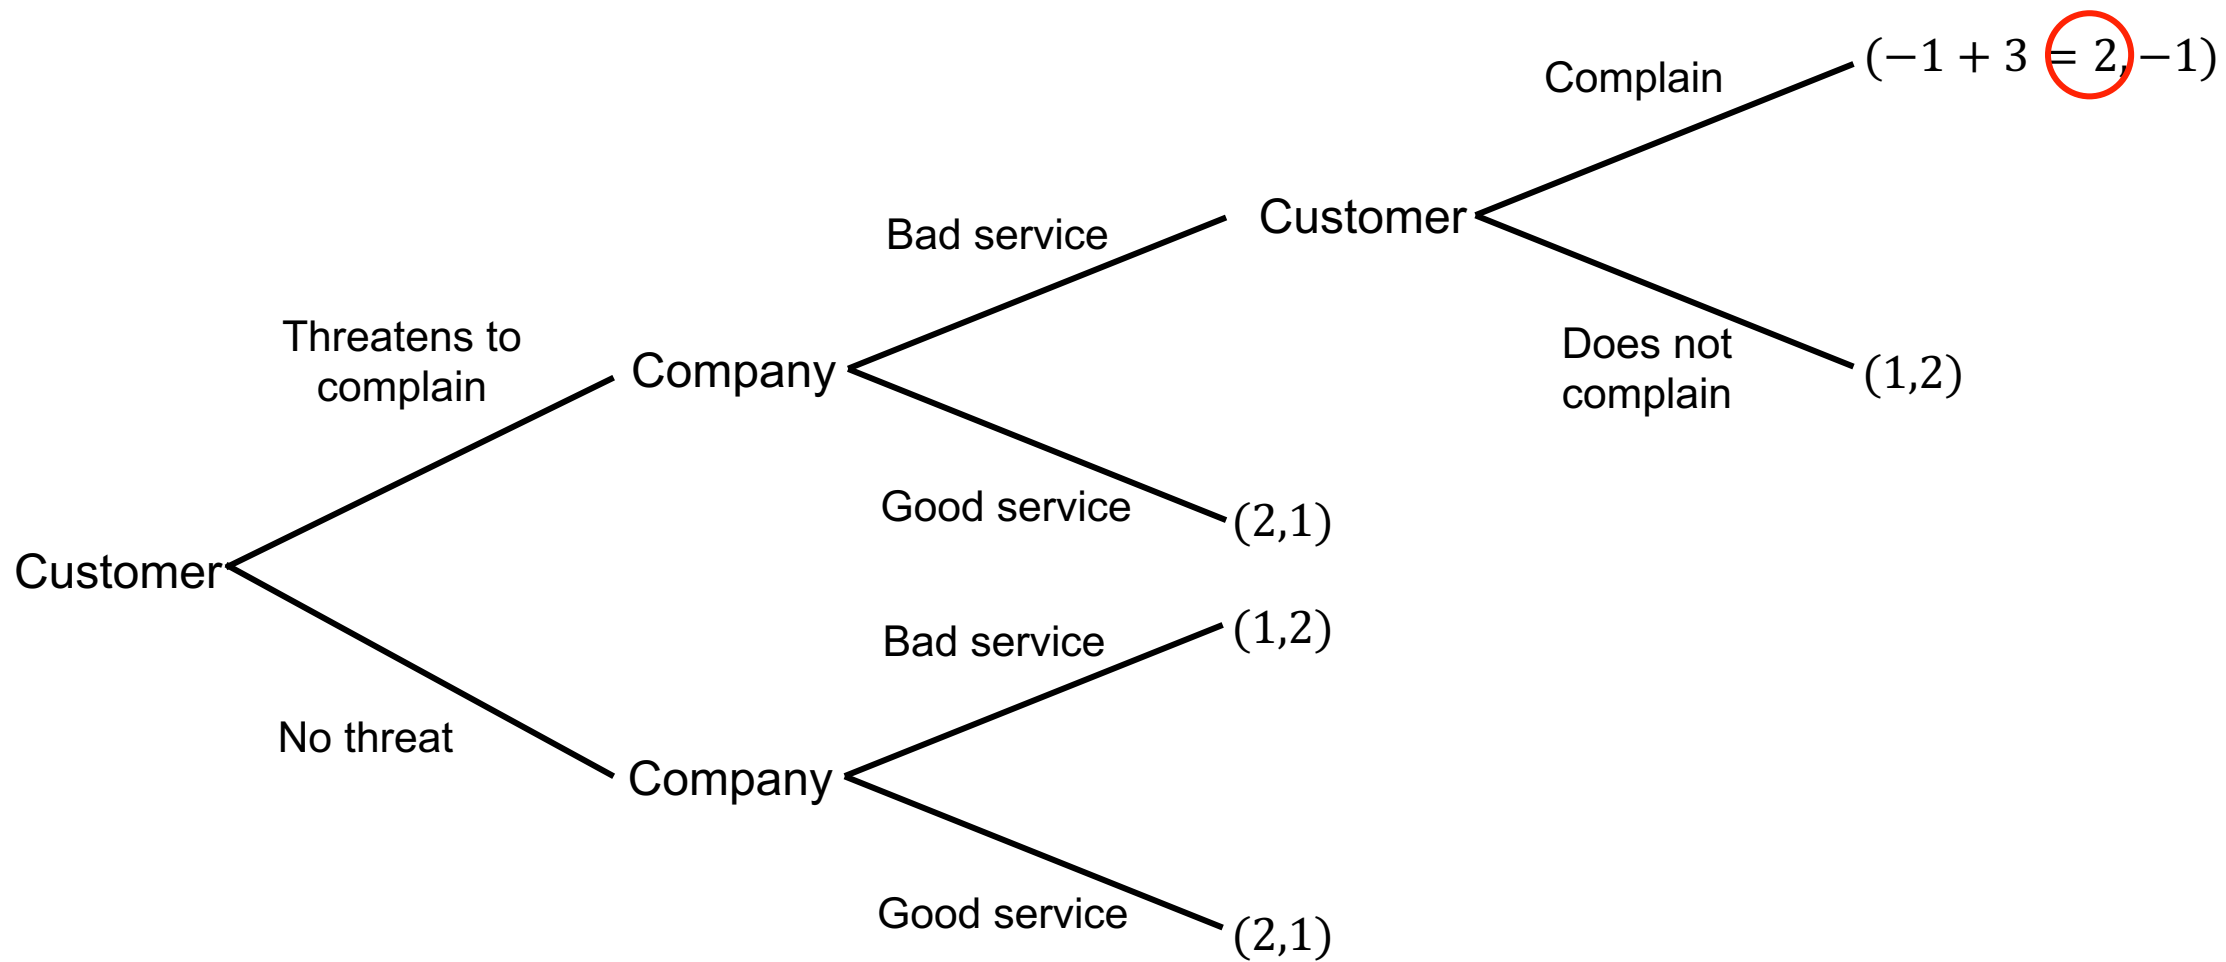 (−1 + 3 = 2, −1)
Complain
Customer
Bad service
Does not
complain
(1,2)
Threatens to
complain
Company
Good service
(2,1)
Customer
Bad service
(1,2)
No threat
Company
Good service
(2,1)